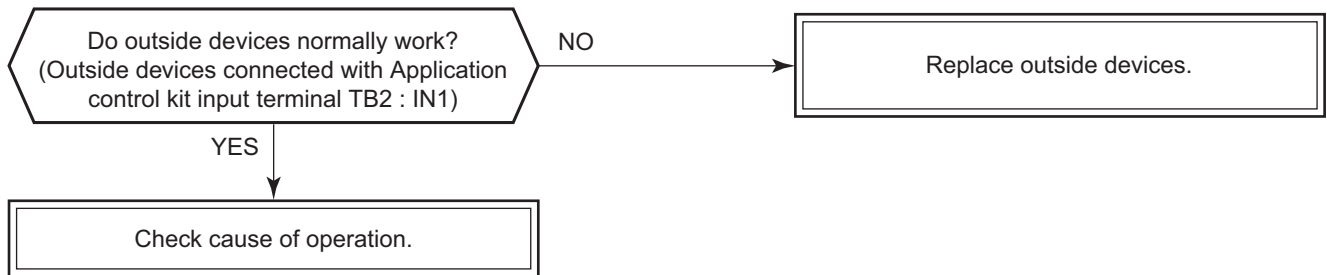 Do outside devices normally work?
(Outside devices connected with Application
control kit input terminal TB2 : IN1)
NO
Replace outside devices.
YES
Check cause of operation.